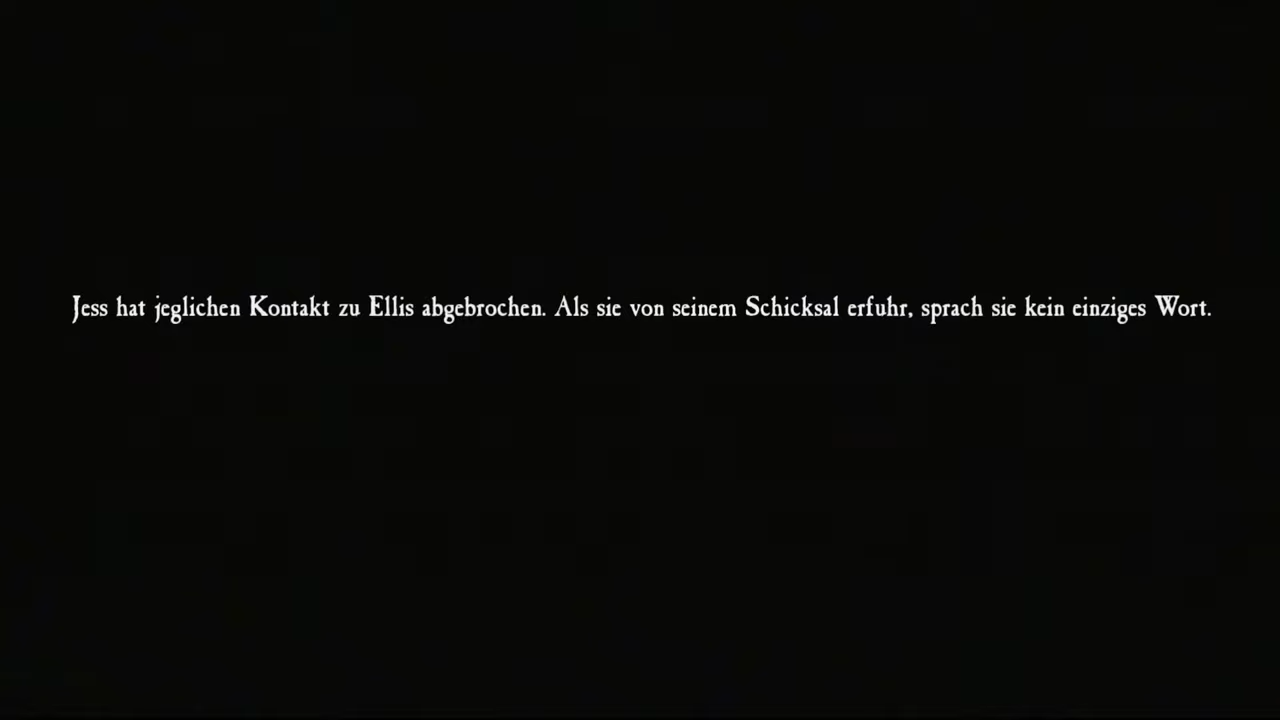 Jess hat jeglichen Kontakt zu Ellis abgebrochen. Als sie von seinem Schicksal erfuhr, sprach sie kein einziges Wort.